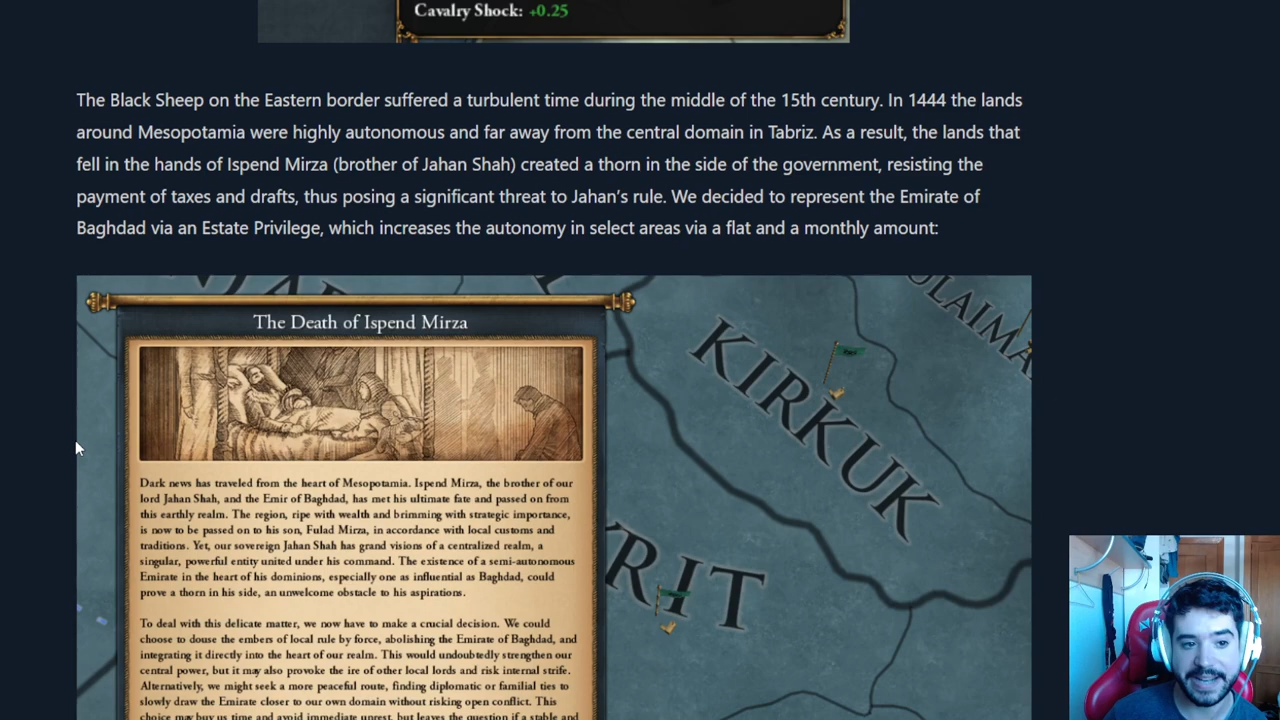 Cavalry Shock: +0.25
The Black Sheep on the Eastern border suffered a turbulent time during the middle of the 15th century. In 1444 the lands
around Mesopotamia were highly autonomous and far away from the central domain in Tabriz. As a result, the lands that
fell in the hands of Ispend Mirza (brother of Jahan Shah) created a thorn in the side of the government, resisting the
payment of taxes and drafts, thus posing a significant threat to Jahan’s rule. We decided to represent the Emirate of
Baghdad via an Estate Privilege, which increases the autonomy in select areas via a flat and a monthly amount:
The Death of Ispend Mirza
Dark news has traveled from the heart of Mesopotamia. Ispend Mirza, the brother of our
lord Jahan Shah, and the Emir of Baghdad, has met his ultimate fate and passed on from
this earthly realm. The region, ripe with wealth and brimming with strategic importance,
is now to be passed on to his son, Fulad Mirza, in accordance with local customs and
traditions. Yet, our sovereign Jahan Shah has grand visions of a centralized realm, a
singular, powerful entity united under his command. The existence of a semi-autonomous
Emirate in the heart of his dominions, especially one as influential as Baghdad, could
prove a thorn in his side, an unwelcome obstacle to his aspirations.
To deal with this delicate matter, we now have to make a crucial decision. We could
choose to douse the embers of local rule by force, abolishing the Emirate of Baghdad, and
integrating it directly into the heart of our realm. This would undoubtedly strengthen our
central power, but it may also provoke the ire of other local lords and risk internal strife.
Alternatively, we might seek a more peaceful route, finding diplomatic or familial ties to
slowly draw the Emirate closer to our own domain without risking open conflict. This
choice may buy us time and avoid immediate unrest, but leaves the question if a stable and
KIRKUK
RIT